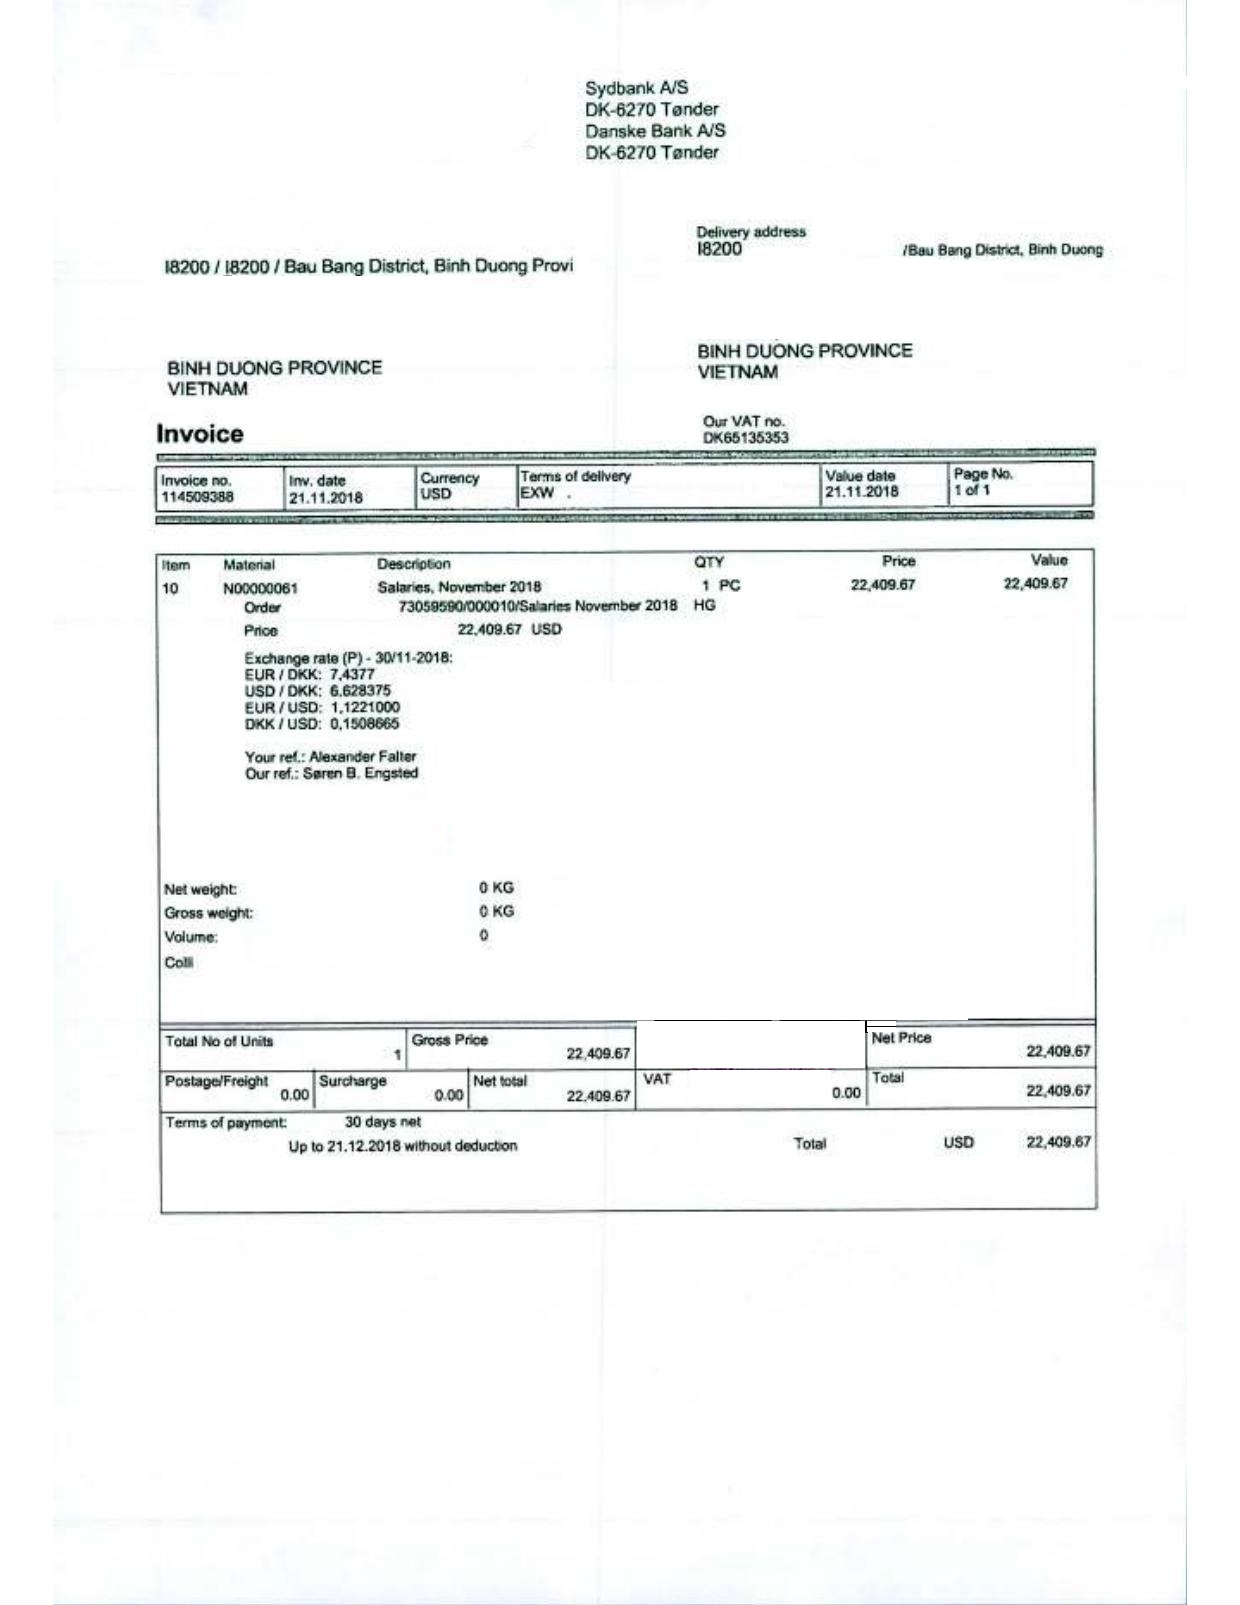 Sydbank A/S
DK-6270 Tønder
Danske Bank A/S
DK-6270 Tønder
Delivery address
I8200 /Bau Bang District, Binh Duong
I8200 / I8200 / Bau Bang District, Binh Duong Provi
BINH DUONG PROVINCE
VIETNAM
BINH DUONG PROVINCE
VIETNAM
Our VAT no.
DK65135353
Invoice
Invoice no. Inv. date Currency Terms of delivery Value date Page No.
114509388 21.11.2018 USD EXW . 21.11.2018 1 of 1
Item Material Description QTY Price Value
10 N00000061 Salaries, November 2018 1 PC 22,409.67 22,409.67
Order 73059590/000010/Salaries November 2018 HG
Price 22,409.67 USD
Exchange rate (P) - 30/11-2018:
EUR / DKK: 7,4377
USD / DKK: 6,628375
EUR / USD: 1,1221000
DKK / USD: 0,1508665
Your ref.: Alexander Falter
Our ref.: Søren B. Engsted
Net weight: 0 KG
Gross weight: 0 KG
Volume: 0
Colli
Total No of Units 1 Gross Price 22,409.67 Net Price 22,409.67
Postage/Freight 0.00 Surcharge 0.00 Net total 22,409.67 VAT 0.00 Total 22,409.67
Terms of payment: 30 days net
Up to 21.12.2018 without deduction Total USD 22,409.67